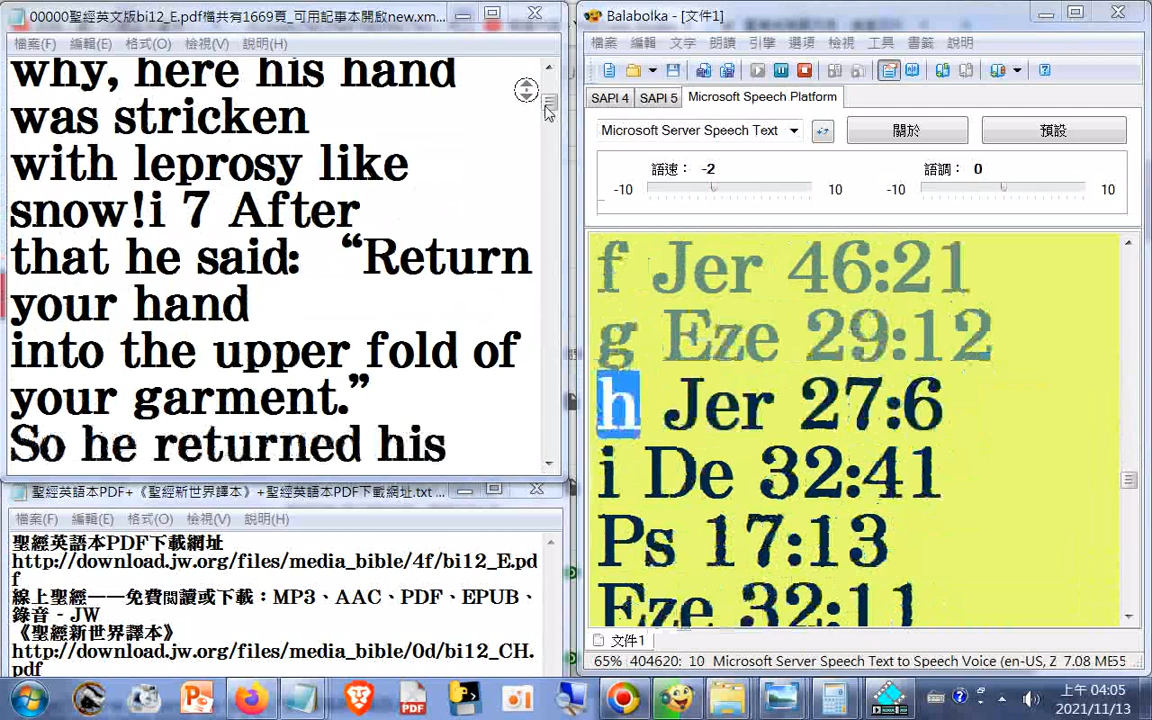 00000聖經英文版bi12_E.pdf檔共有1669頁_可用記事本開啟new.xm...
檔案(F) 編輯(E) 格式(O) 檢視(V) 說明(H)
why, here his hand
was stricken
with leprosy like
snow!i 7 After
that he said: “Return
your hand
into the upper fold of
your garment.”
So he returned his
聖經英語本PDF+《聖經新世界譯本》+聖經英語本PDF下載網址.txt ...
檔案(F) 編輯(E) 格式(O) 檢視(V) 說明(H)
聖經英語本PDF下載網址
http://download.jw.org/files/media_bible/4f/bi12_E.pd
f
線上聖經——免費閱讀或下載：MP3、AAC、PDF、EPUB、
錄音 - JW
《聖經新世界譯本》
http://download.jw.org/files/media_bible/0d/bi12_CH.
pdf
Balabolka - [文件1]
檔案 編輯 文字 朗讀 引擎 選項 檢視 工具 書籤 說明
SAPI 4 SAPI 5 Microsoft Speech Platform
Microsoft Server Speech Text 關於 預設
語速： -2 語調： 0
-10 10 -10 10
f Jer 46:21
g Eze 29:12
h Jer 27:6
i De 32:41
Ps 17:13
Eze 32:11
文件1
65% 404620: 10 Microsoft Server Speech Text to Speech Voice (en-US, Z 7.08 ME55
PDF
上午 04:05
2021/11/13